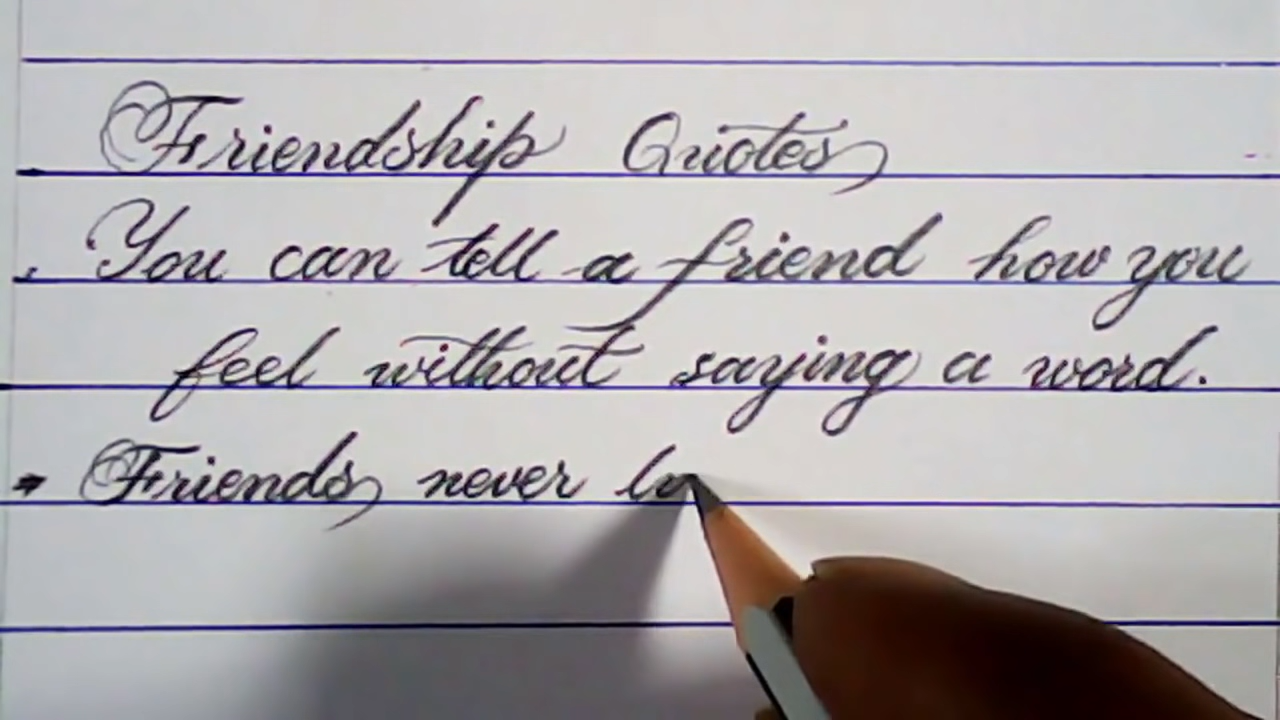 Friendship Quotes
You can tell a friend how you
feel without saying a word.
Friends never